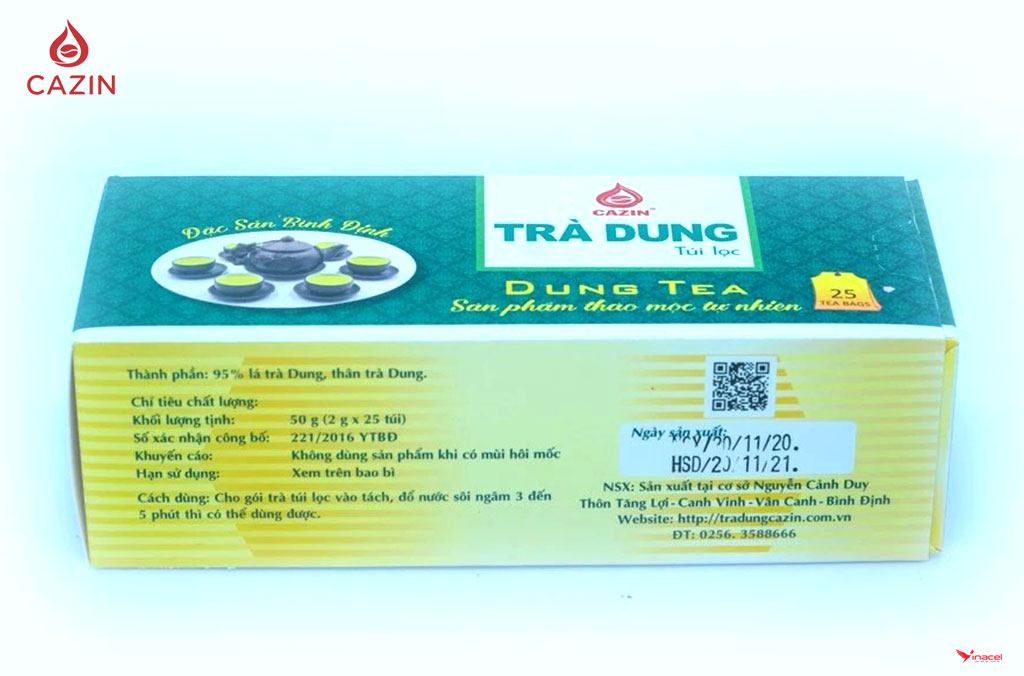 CAZIN
Đặc Sản Bình Định
CAZIN
TRÀ DUNG
Túi lọc
DUNG TEA
Sản phẩm thảo mộc tự nhiên
25
TEA BAGS
Thành phần: 95% lá trà Dung, thân trà Dung.
Chỉ tiêu chất lượng:
Khối lượng tịnh: 50 g (2 g x 25 túi)
Số xác nhận công bố: 221/2016 YTBĐ
Khuyến cáo: Không dùng sản phẩm khi có mùi hôi mốc
Hạn sử dụng: Xem trên bao bì
Cách dùng: Cho gói trà túi lọc vào tách, đổ nước sôi ngâm 3 đến
5 phút thì có thể dùng được.
Ngày sản xuất:
/20/11/20.
HSD/20/11/21.
NSX: Sản xuất tại cơ sở Nguyễn Cảnh Duy
Thôn Tăng Lợi - Canh Vinh - Vân Canh - Bình Định
Website: http://tradungcazin.com.vn
ĐT: 0256. 3588666
Vinacel